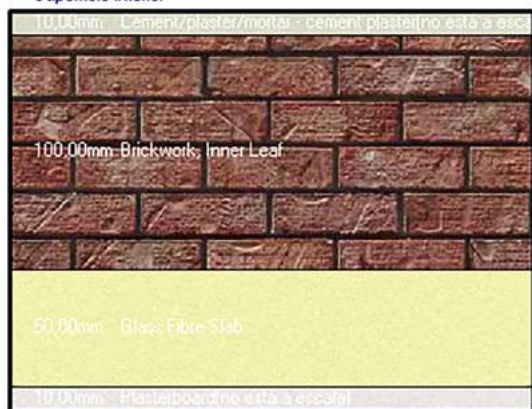 10,00mm Cement/plaster/mortar - cement plaster(no está a esc
100,00mm Brickwork, Inner Leaf
50,00mm Glass Fibre Slab
10,00mm Plasterboard(no está a escala)